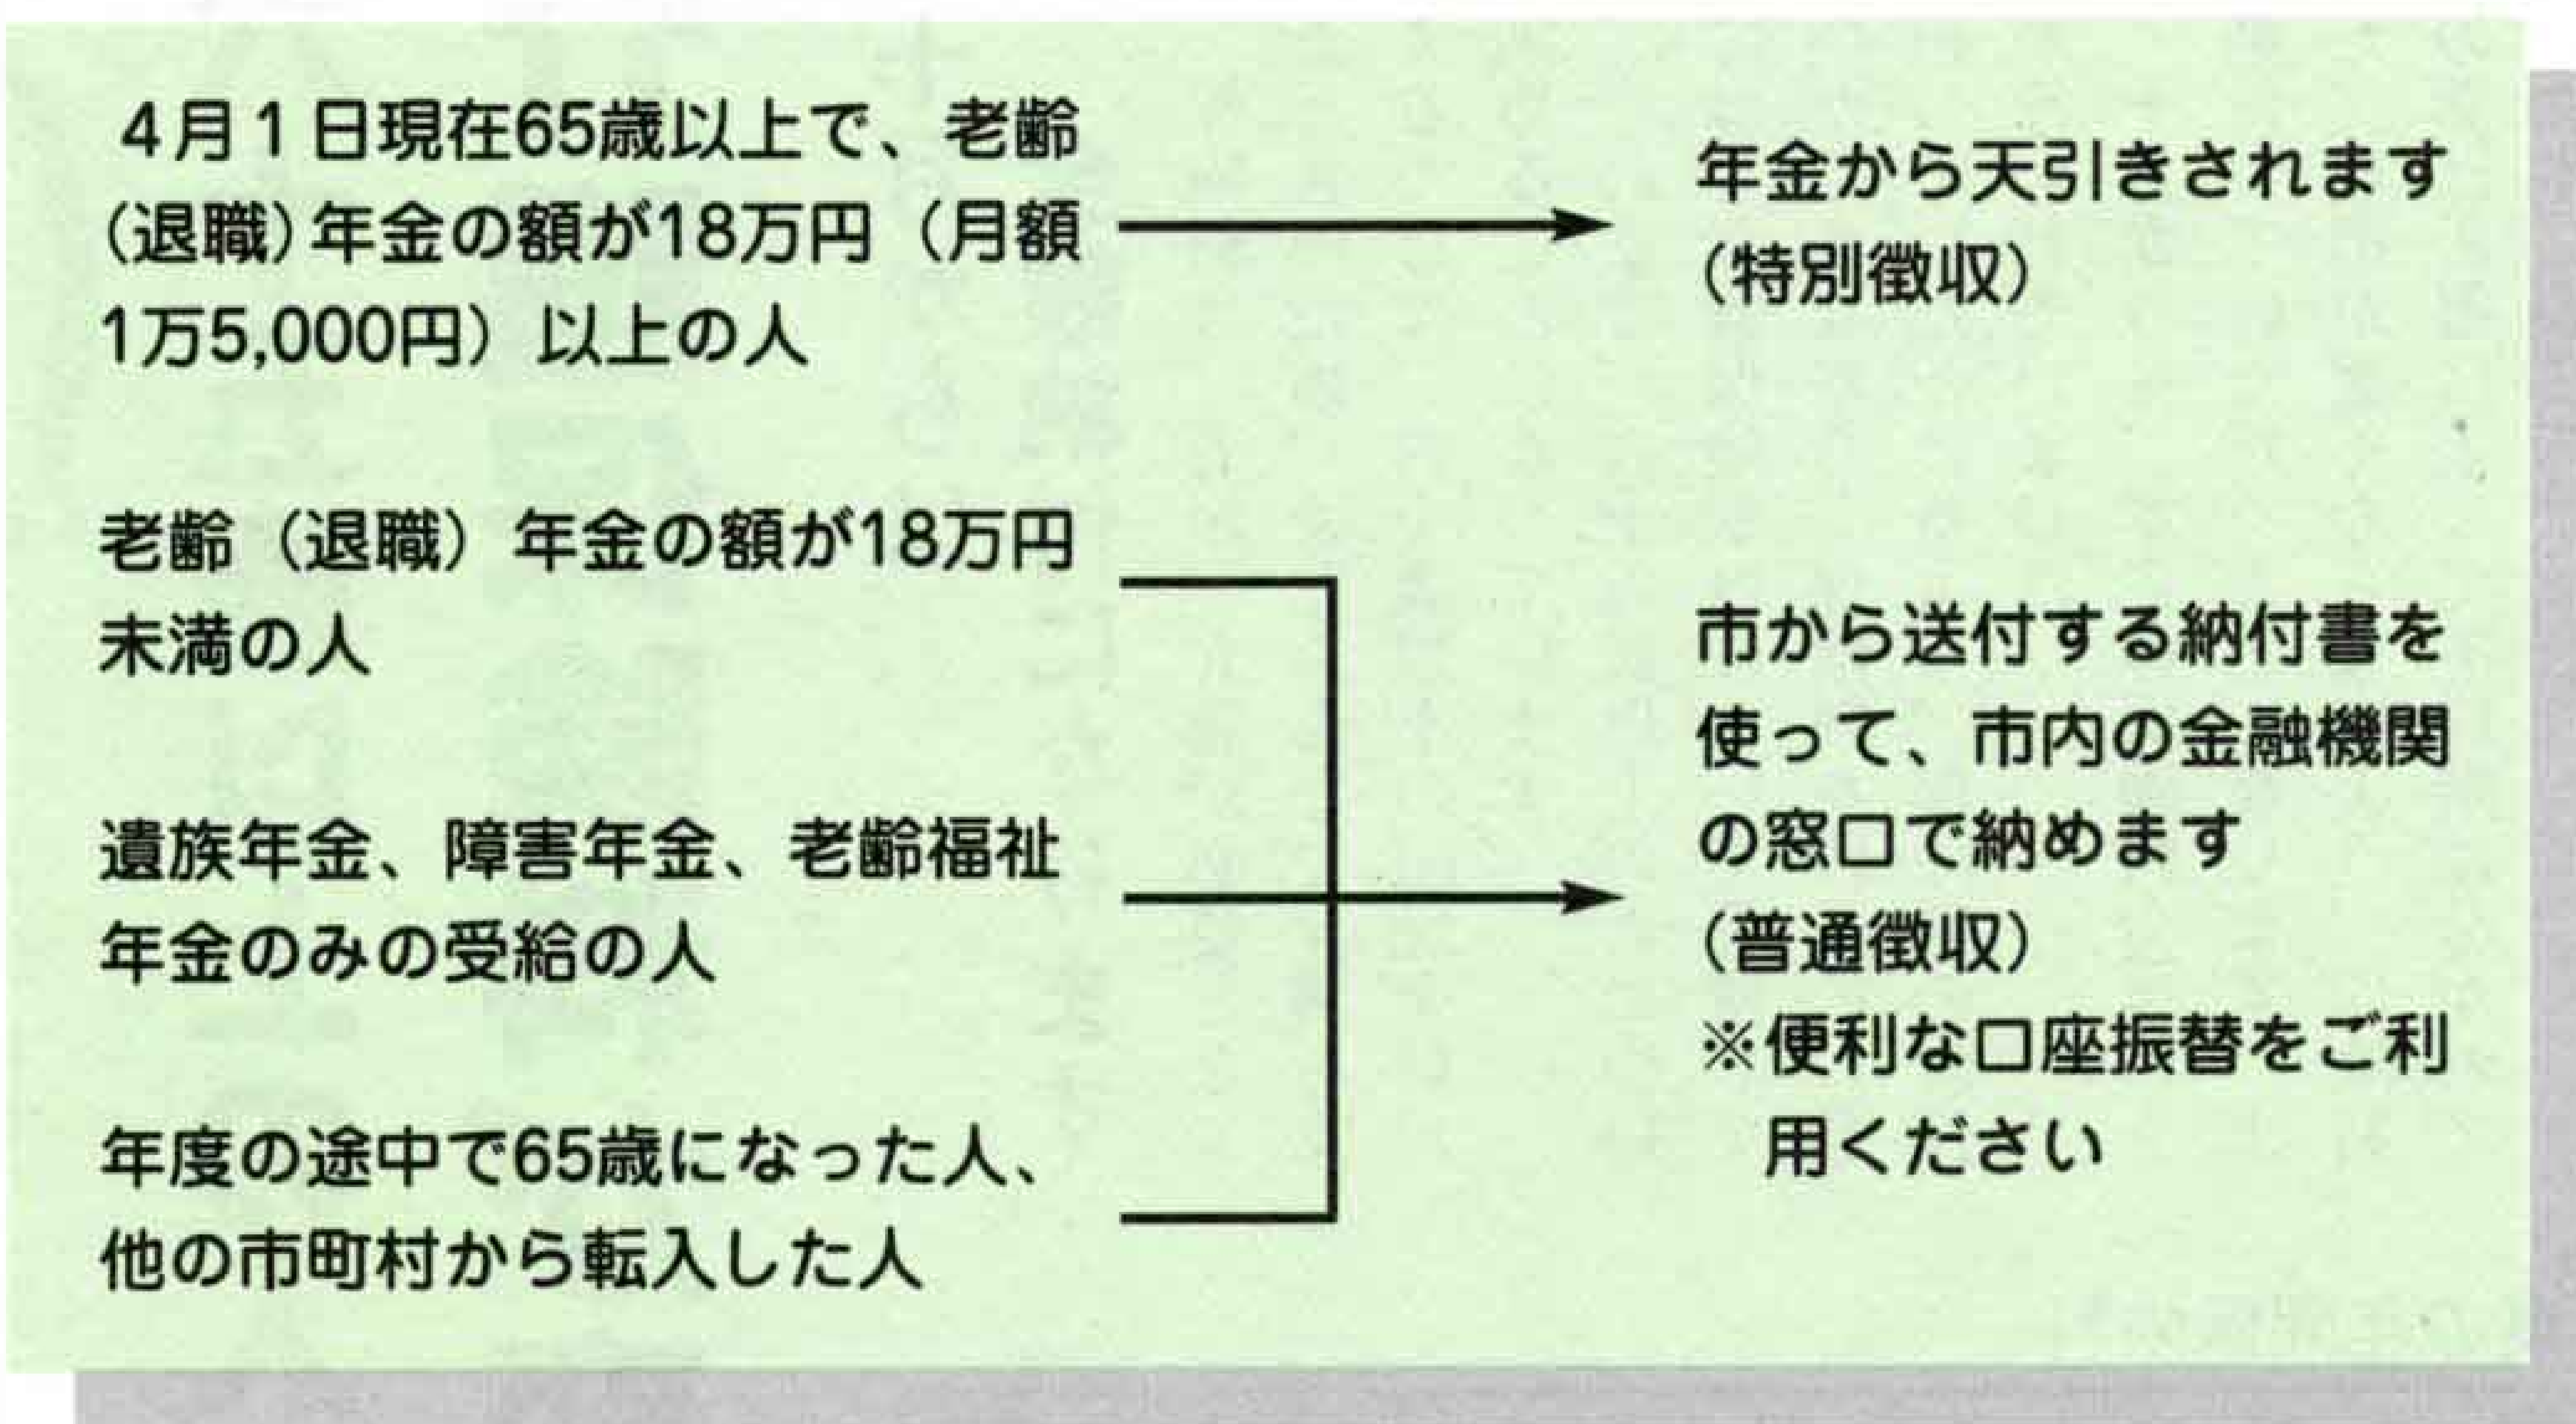 ４月１日現在65歳以上で、老齢
（退職）年金の額が18万円（月額
1万5,000円）以上の人
年金から天引きされます
（特別徴収）
老齢（退職）年金の額が18万円
未満の人
遺族年金、障害年金、老齢福祉
年金のみの受給の人
年度の途中で65歳になった人、
他の市町村から転入した人
市から送付する納付書を
使って、市内の金融機関
の窓口で納めます
（普通徴収）
※便利な口座振替をご利
用ください